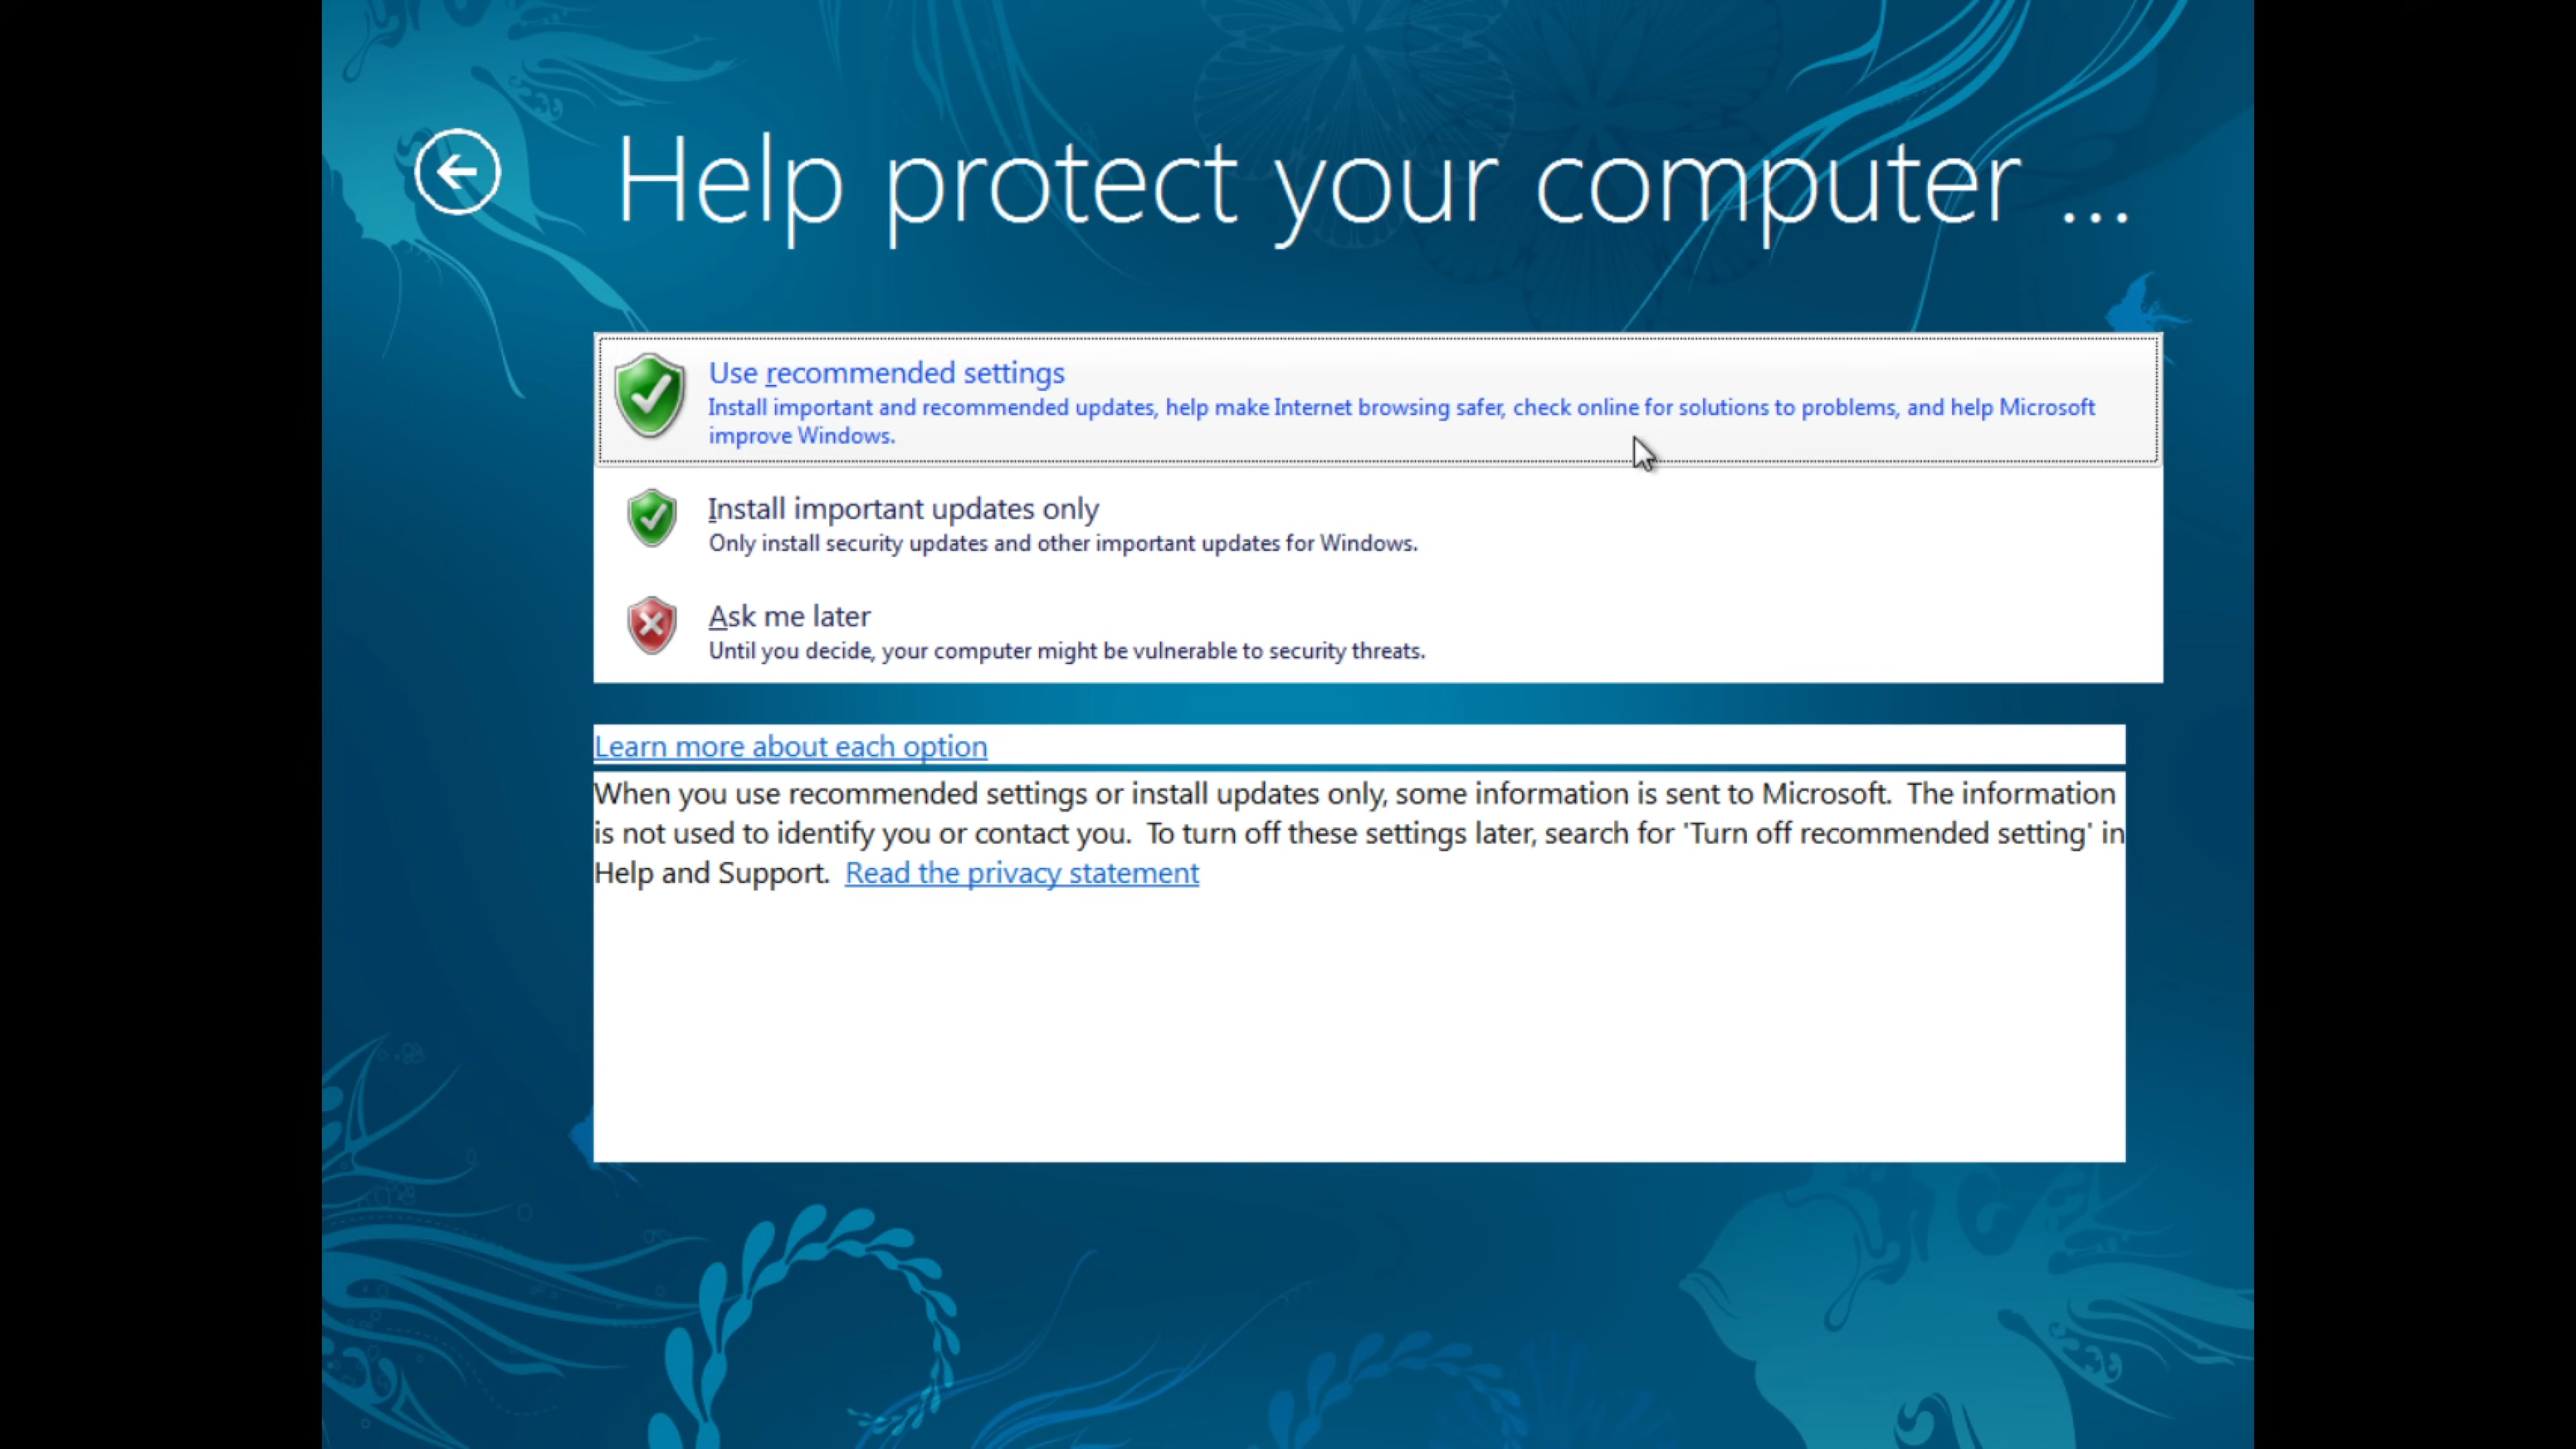 Help protect your computer ...
Use recommended settings
Install important and recommended updates, help make Internet browsing safer, check online for solutions to problems, and help Microsoft
improve Windows.
Install important updates only
Only install security updates and other important updates for Windows.
Ask me later
Until you decide, your computer might be vulnerable to security threats.
Learn more about each option
When you use recommended settings or install updates only, some information is sent to Microsoft.  The information
is not used to identify you or contact you.  To turn off these settings later, search for 'Turn off recommended setting' in
Help and Support.  Read the privacy statement